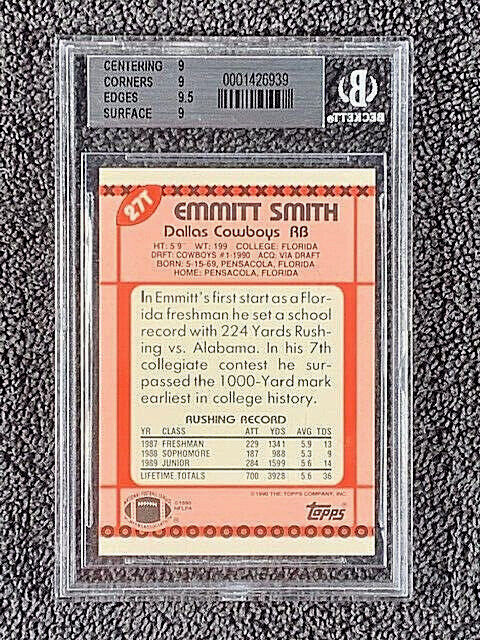 CENTERING 9
CORNERS 9
EDGES 9.5
SURFACE 9
0001426939
BECKETT
27T
EMMITT SMITH
Dallas Cowboys RB
HT: 5'9" WT: 199 COLLEGE: FLORIDA
DRFT: COWBOYS #1-1990 ACQ: VIA DRAFT
BORN: 5-15-69, PENSACOLA, FLORIDA
HOME: PENSACOLA, FLORIDA
In Emmitt's first start as a Flor-
ida freshman he set a school
record with 224 Yards Rush-
ing vs. Alabama. In his 7th
collegiate contest he sur-
passed the 1000-Yard mark
earliest in college history.
RUSHING RECORD
YR CLASS ATT YDS AVG TDS
1987 FRESHMAN 229 1341 5.9 13
1988 SOPHOMORE 187 988 5.3 9
1989 JUNIOR 284 1599 5.6 14
LIFETIME TOTALS 700 3928 5.6 36
©1990 THE TOPPS COMPANY, INC.
©1990
NFLPA
topps